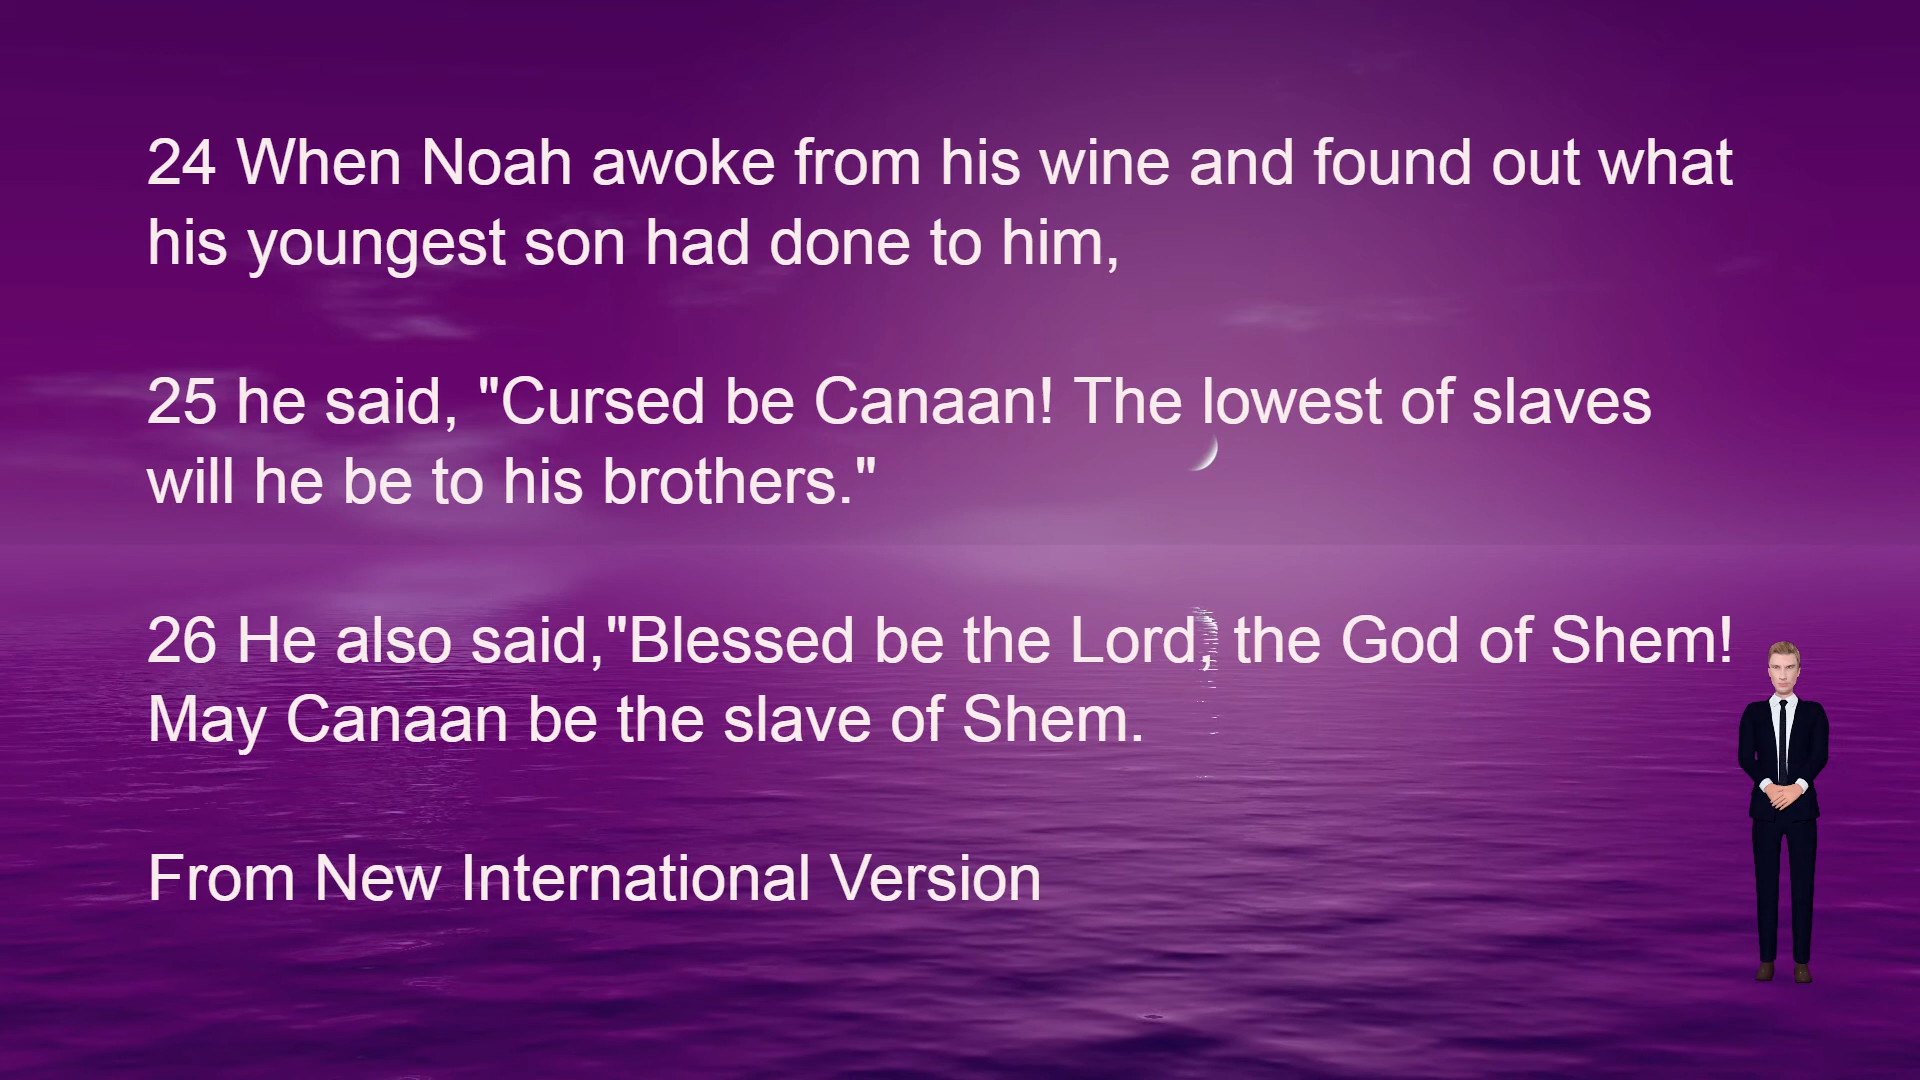 24 When Noah awoke from his wine and found out what
his youngest son had done to him,
25 he said, "Cursed be Canaan! The lowest of slaves
will he be to his brothers."
26 He also said,"Blessed be the Lord, the God of Shem!
May Canaan be the slave of Shem.
From New International Version